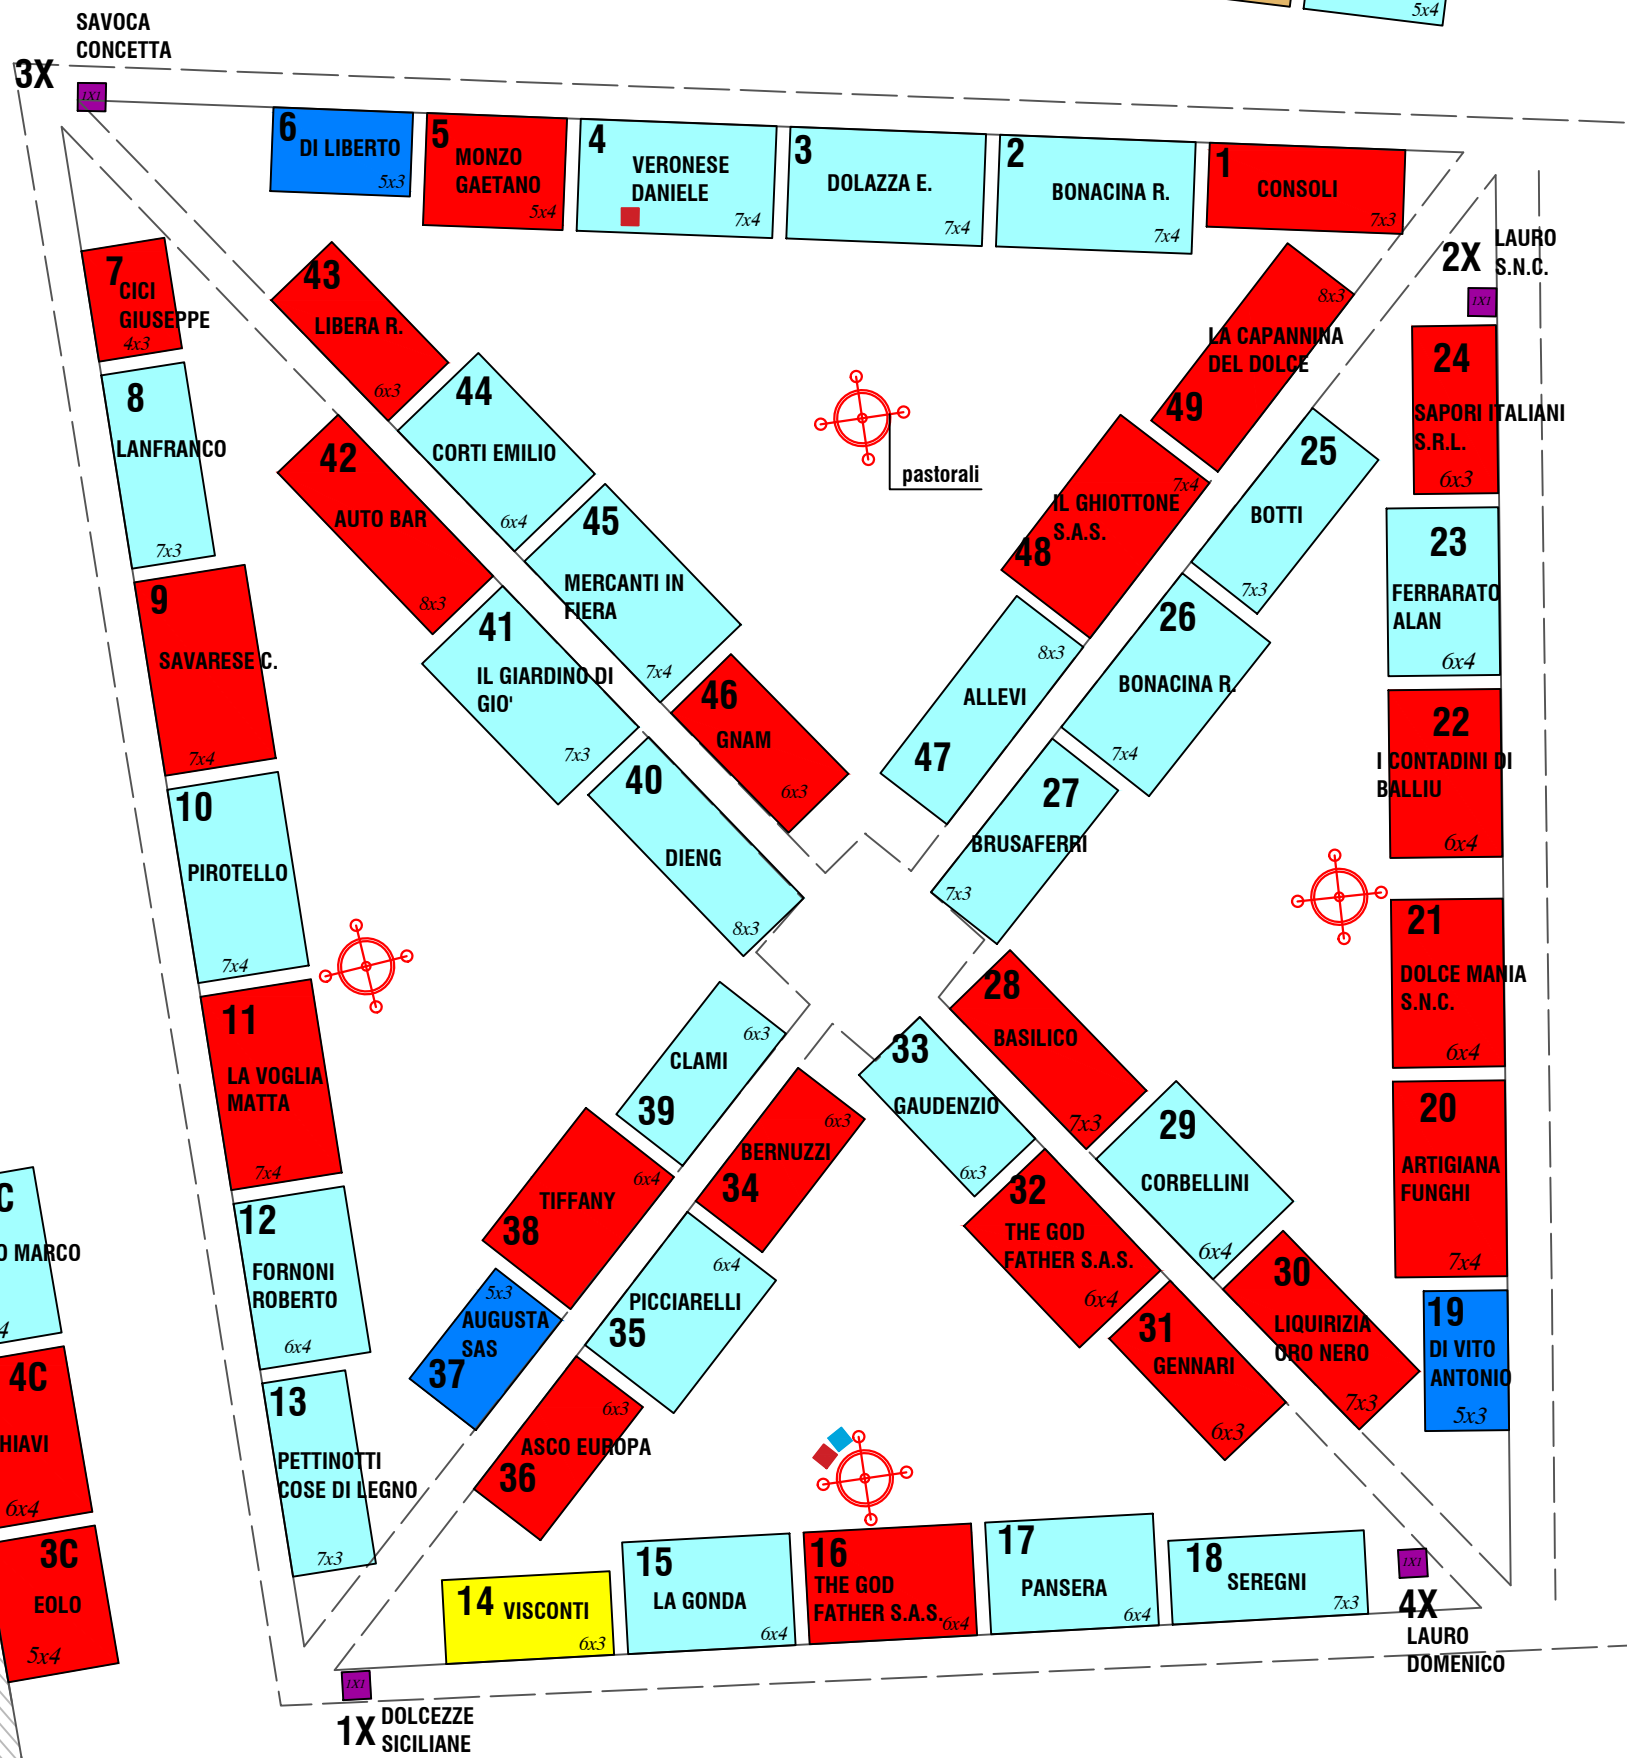 5x4
SAVOCA
CONCETTA
3X
1X1
6
DI LIBERTO
5x3
5
MONZO
GAETANO
5x4
4
VERONESE
DANIELE
7x4
3
DOLAZZA E.
7x4
2
BONACINA R.
7x4
1
CONSOLI
7x3
2X
LAURO
S.N.C.
1X1
7
CICI
GIUSEPPE
4x3
8
LANFRANCO
7x3
9
SAVARESE C.
7x4
10
PIROTELLO
7x4
11
LA VOGLIA
MATTA
7x4
12
FORNONI
ROBERTO
6x4
13
PETTINOTTI
COSE DI LEGNO
7x3
43
LIBERA R.
6x3
44
CORTI EMILIO
6x4
45
MERCANTI IN
FIERA
7x4
46
GNAM
6x3
42
AUTO BAR
8x3
41
IL GIARDINO DI
GIO'
7x3
40
DIENG
8x3
pastorali
8x3
LA CAPANNINA
DEL DOLCE
49
7x4
IL GHIOTTONE
S.A.S.
48
8x3
ALLEVI
47
25
BOTTI
7x3
26
BONACINA R.
7x4
27
BRUSAFERRI
7x3
24
SAPORI ITALIANI
S.R.L.
6x3
23
FERRARATO
ALAN
6x4
22
I CONTADINI DI
BALLIU
6x4
21
DOLCE MANIA
S.N.C.
6x4
20
ARTIGIANA
FUNGHI
7x4
19
DI VITO
ANTONIO
5x3
28
BASILICO
7x3
29
CORBELLINI
6x4
30
LIQUIRIZIA
ORO NERO
7x3
33
GAUDENZIO
6x3
32
THE GOD
FATHER S.A.S.
6x4
31
GENNARI
6x3
6x3
CLAMI
39
6x4
TIFFANY
38
5x3
AUGUSTA
SAS
37
6x3
BERNUZZI
34
6x4
PICCIARELLI
35
6x3
ASCO EUROPA
36
14
VISCONTI
6x3
15
LA GONDA
6x4
16
THE GOD
FATHER S.A.S.
6x4
17
PANSERA
6x4
18
SEREGNI
7x3
1X1
4X
LAURO
DOMENICO
1X1
1X
DOLCEZZE
SICILIANE
C
O MARCO
4
4C
HIAVI
6x4
3C
EOLO
5x4